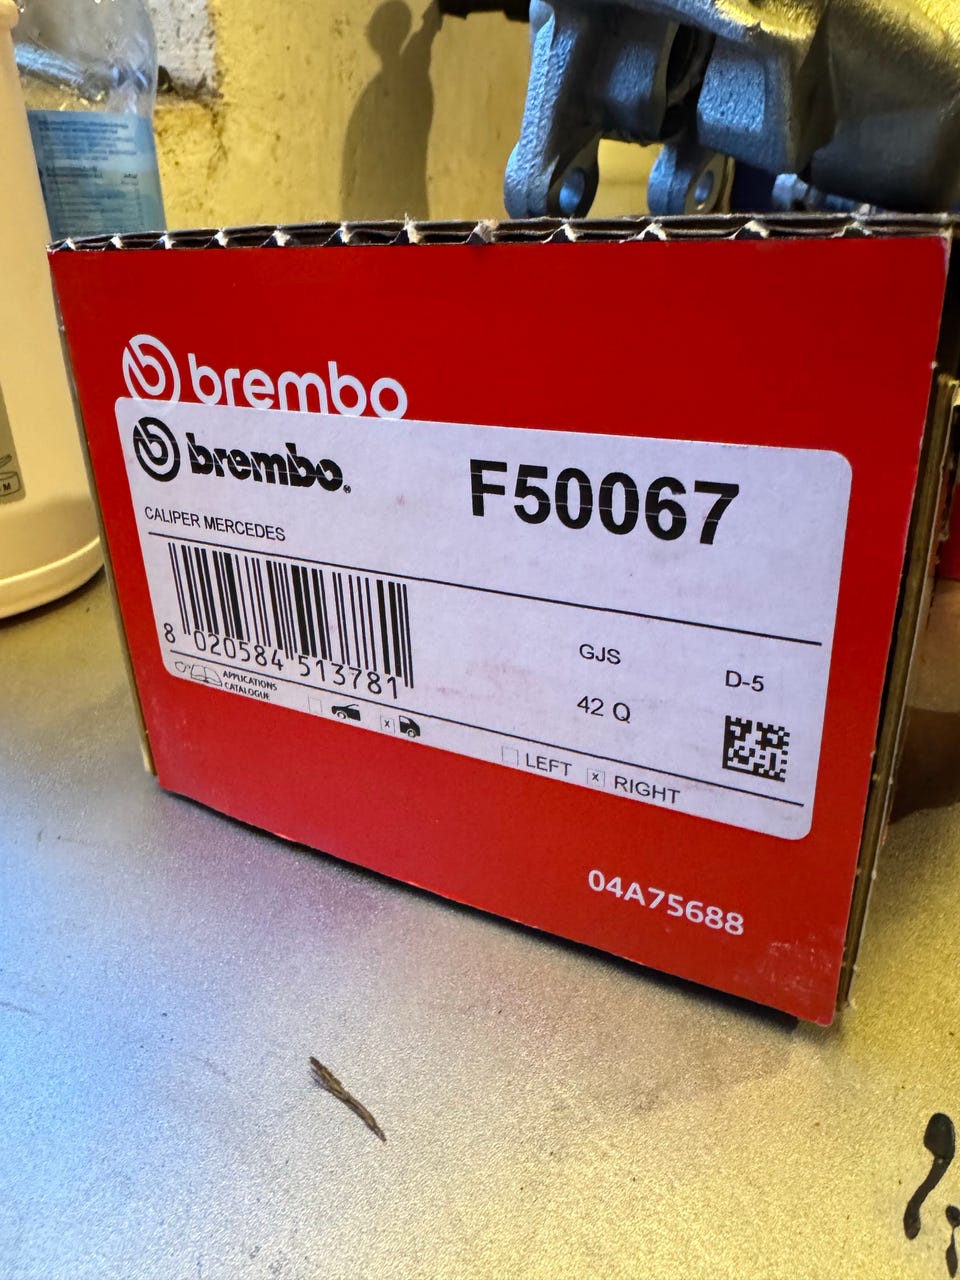 brembo
brembo
F50067
CALIPER MERCEDES
8 020584 513781
GJS
D-5
42 Q
APPLICATIONS
CATALOGUE
x
LEFT x RIGHT
04A75688
M